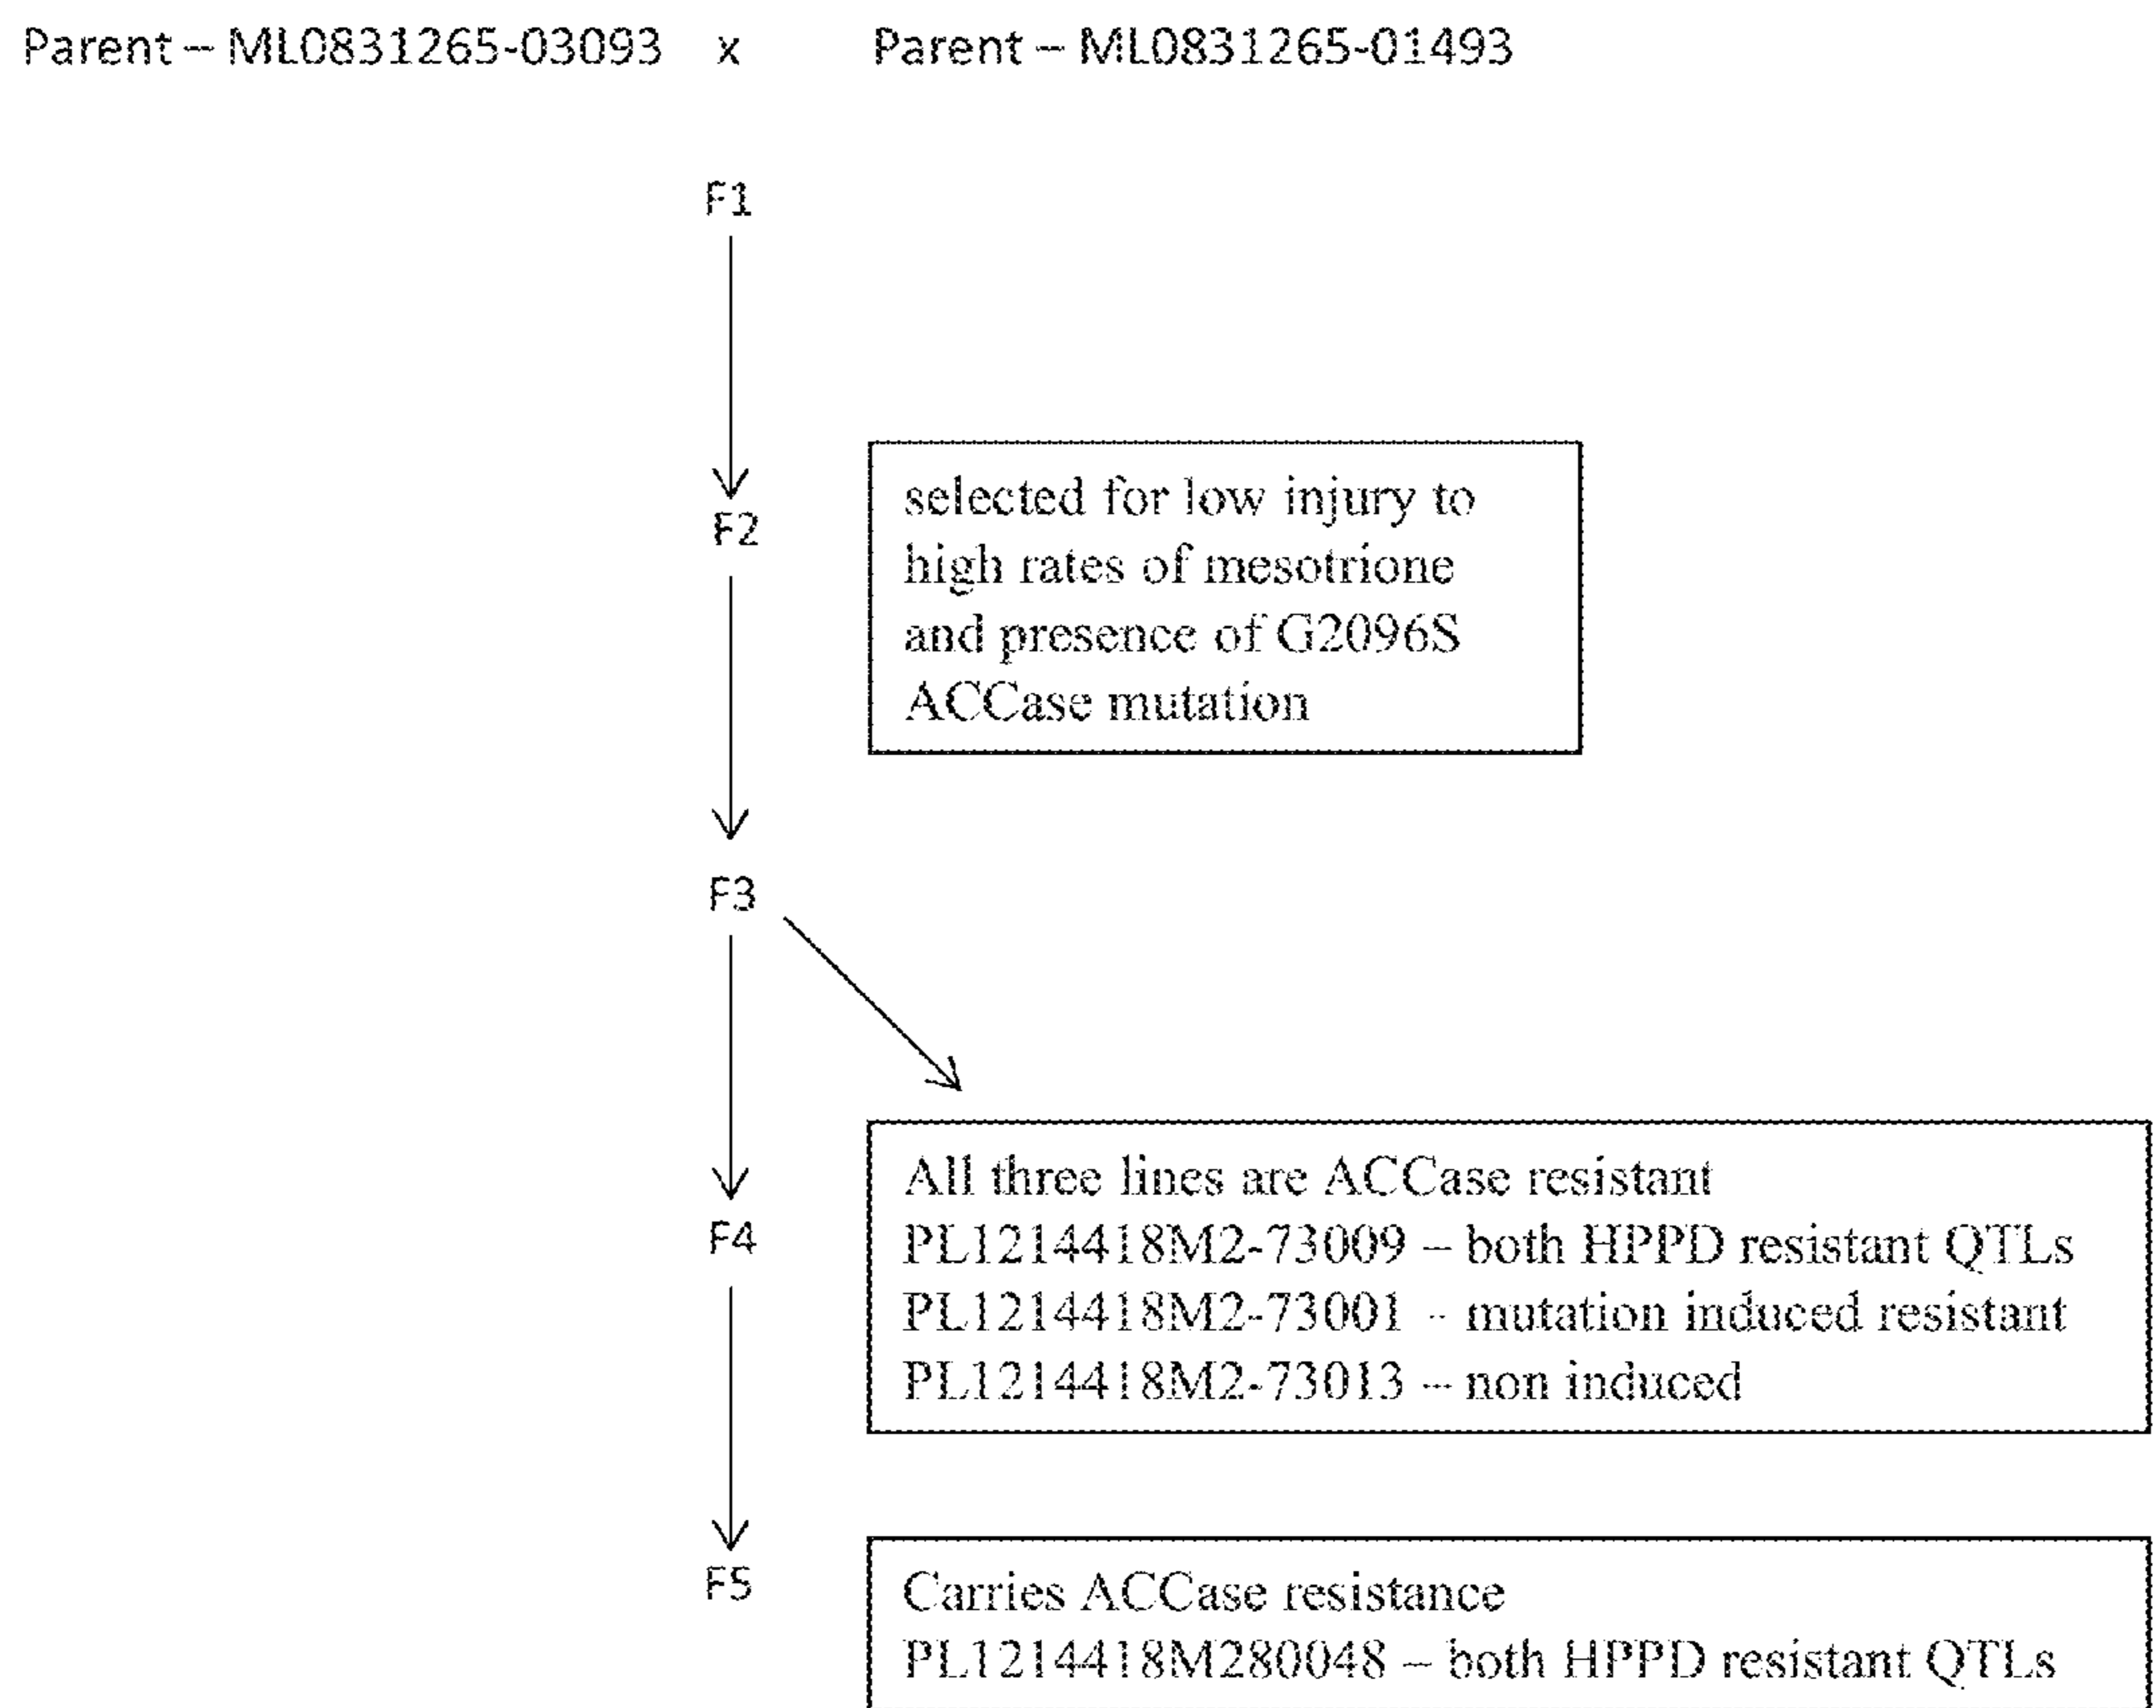 Parent – ML0831265-03093 x Parent – ML0831265-01493
F1
F2
selected for low injury to
high rates of mesotrione
and presence of G2096S
ACCase mutation
F3
F4
All three lines are ACCase resistant
PL1214418M2-73009 – both HPPD resistant QTLs
PL1214418M2-73001 – mutation induced resistant
PL1214418M2-73013 – non induced
F5
Carries ACCase resistance
PL1214418M280048 – both HPPD resistant QTLs